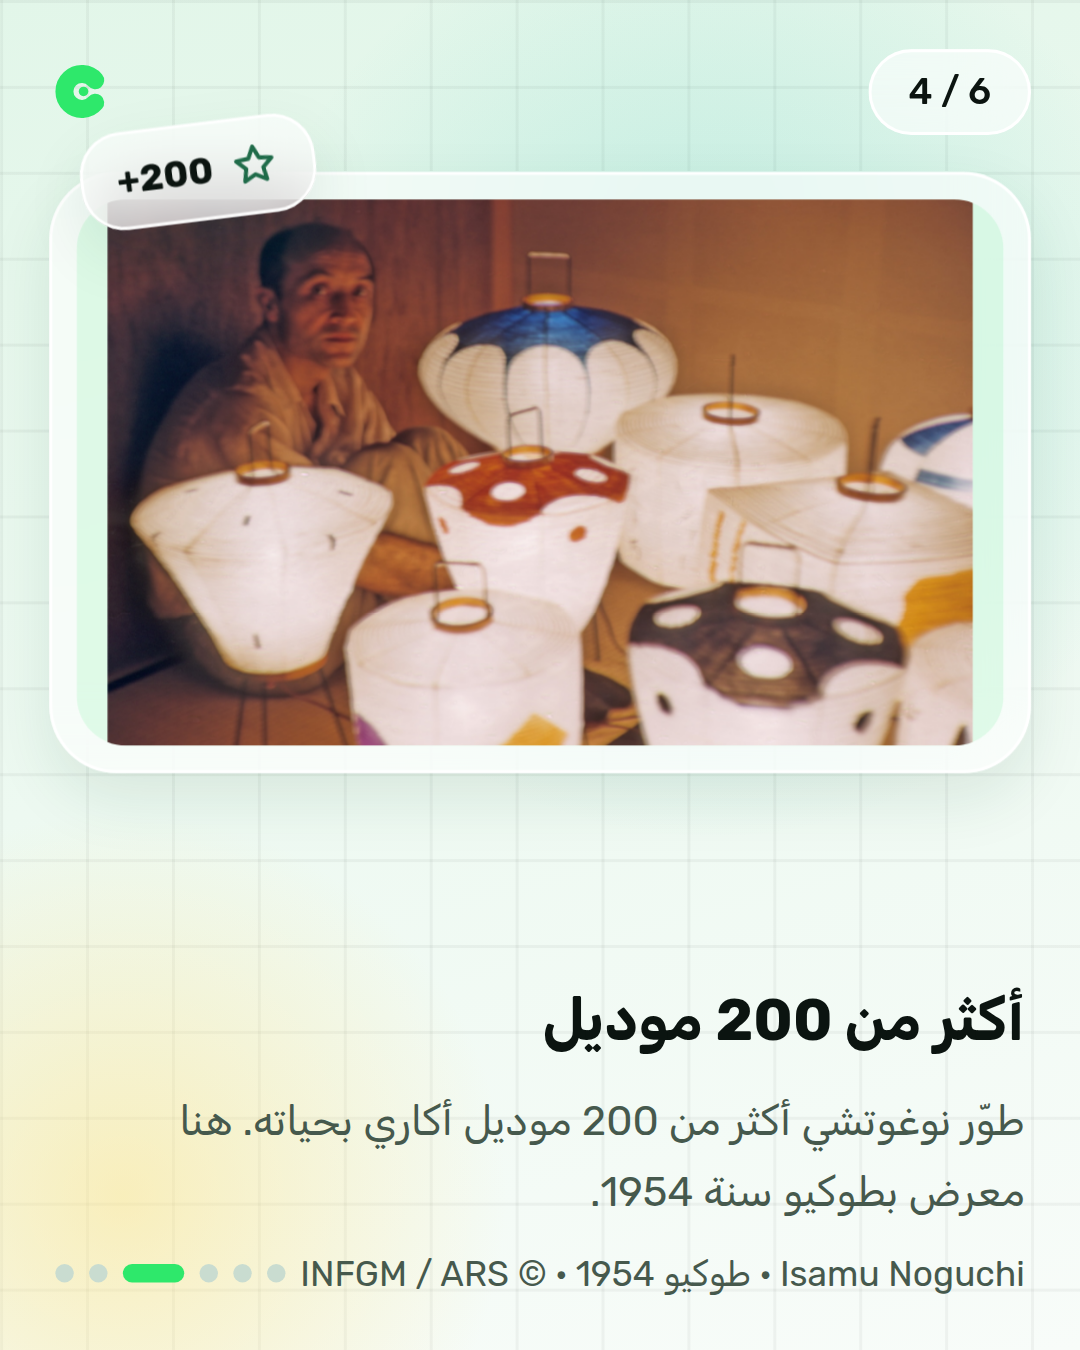 4 / 6
+200
أكثر من 200 موديل
طوّر نوغوتشي أكثر من 200 موديل أكاري بحياته. هنا
معرض بطوكيو سنة 1954.
Isamu Noguchi • طوكيو 1954 • © INFGM / ARS